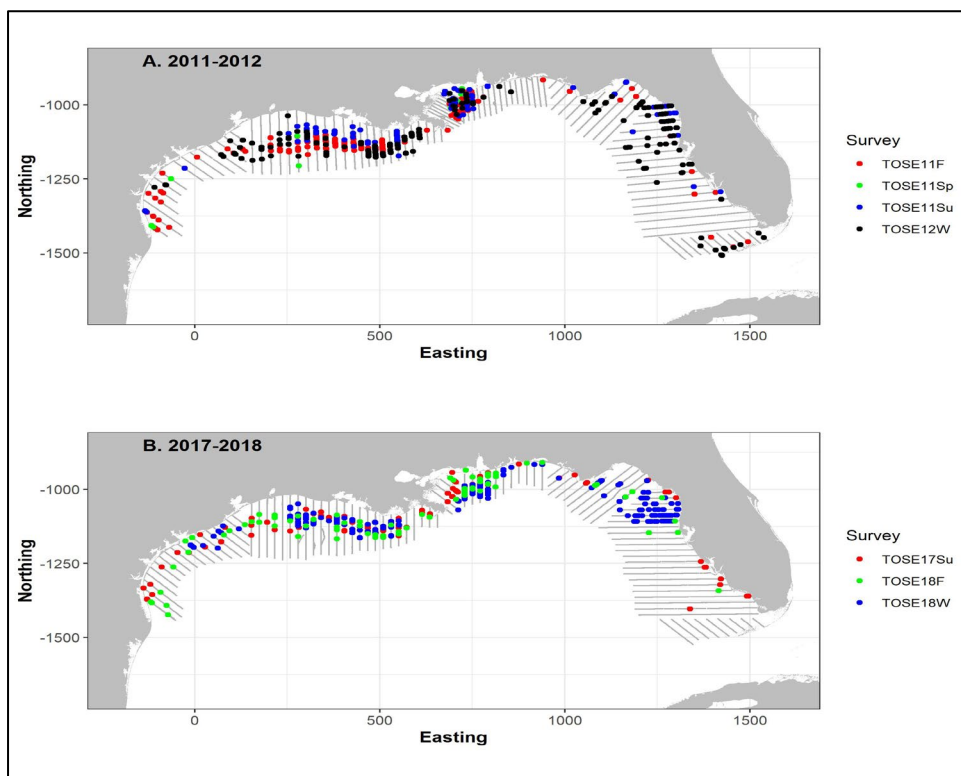 A. 2011-2012
-1000
-1250
-1500
Northing
0 500 1000 1500
Easting
Survey
TOSE11F
TOSE11Sp
TOSE11Su
TOSE12W
B. 2017-2018
-1000
-1250
-1500
Northing
0 500 1000 1500
Easting
Survey
TOSE17Su
TOSE18F
TOSE18W